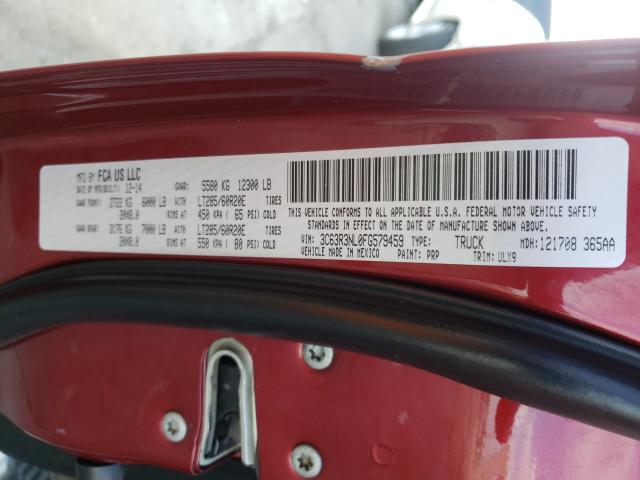 MFD BY FCA US LLC
DATE OF MFR(BUILT) 12-14 GVWR: 5580 KG 12300 LB
GAWR FRONT: 2722 KG 6000 LB WITH LT285/60R20E TIRES
20X8.0 RIMS AT 450 KPA ( 65 PSI) COLD
GAWR REAR: 3176 KG 7000 LB WITH LT285/60R20E TIRES
20X8.0 RIMS AT 550 KPA ( 80 PSI) COLD
THIS VEHICLE CONFORMS TO ALL APPLICABLE U.S.A. FEDERAL MOTOR VEHICLE SAFETY
STANDARDS IN EFFECT ON THE DATE OF MANUFACTURE SHOWN ABOVE.
VIN: 3C63R3NL0FG579459 TYPE: TRUCK MDH: 121708 365AA
VEHICLE MADE IN MEXICO PAINT: PRP TRIM: ULX9